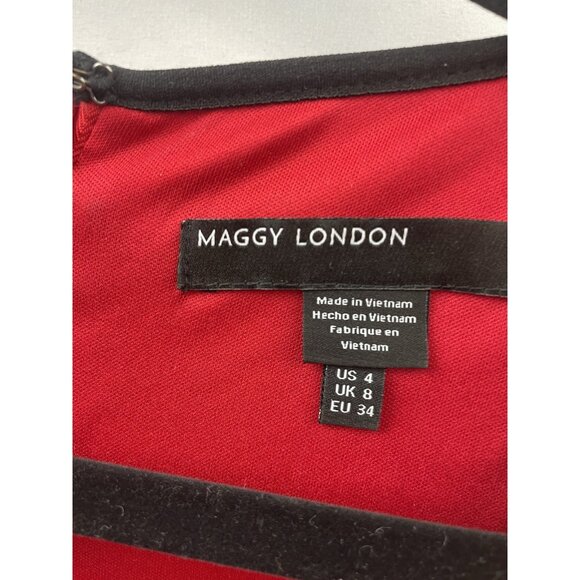 MAGGY LONDON
Made in Vietnam
Hecho en Vietnam
Fabrique en
Vietnam
US 4
UK 8
EU 34